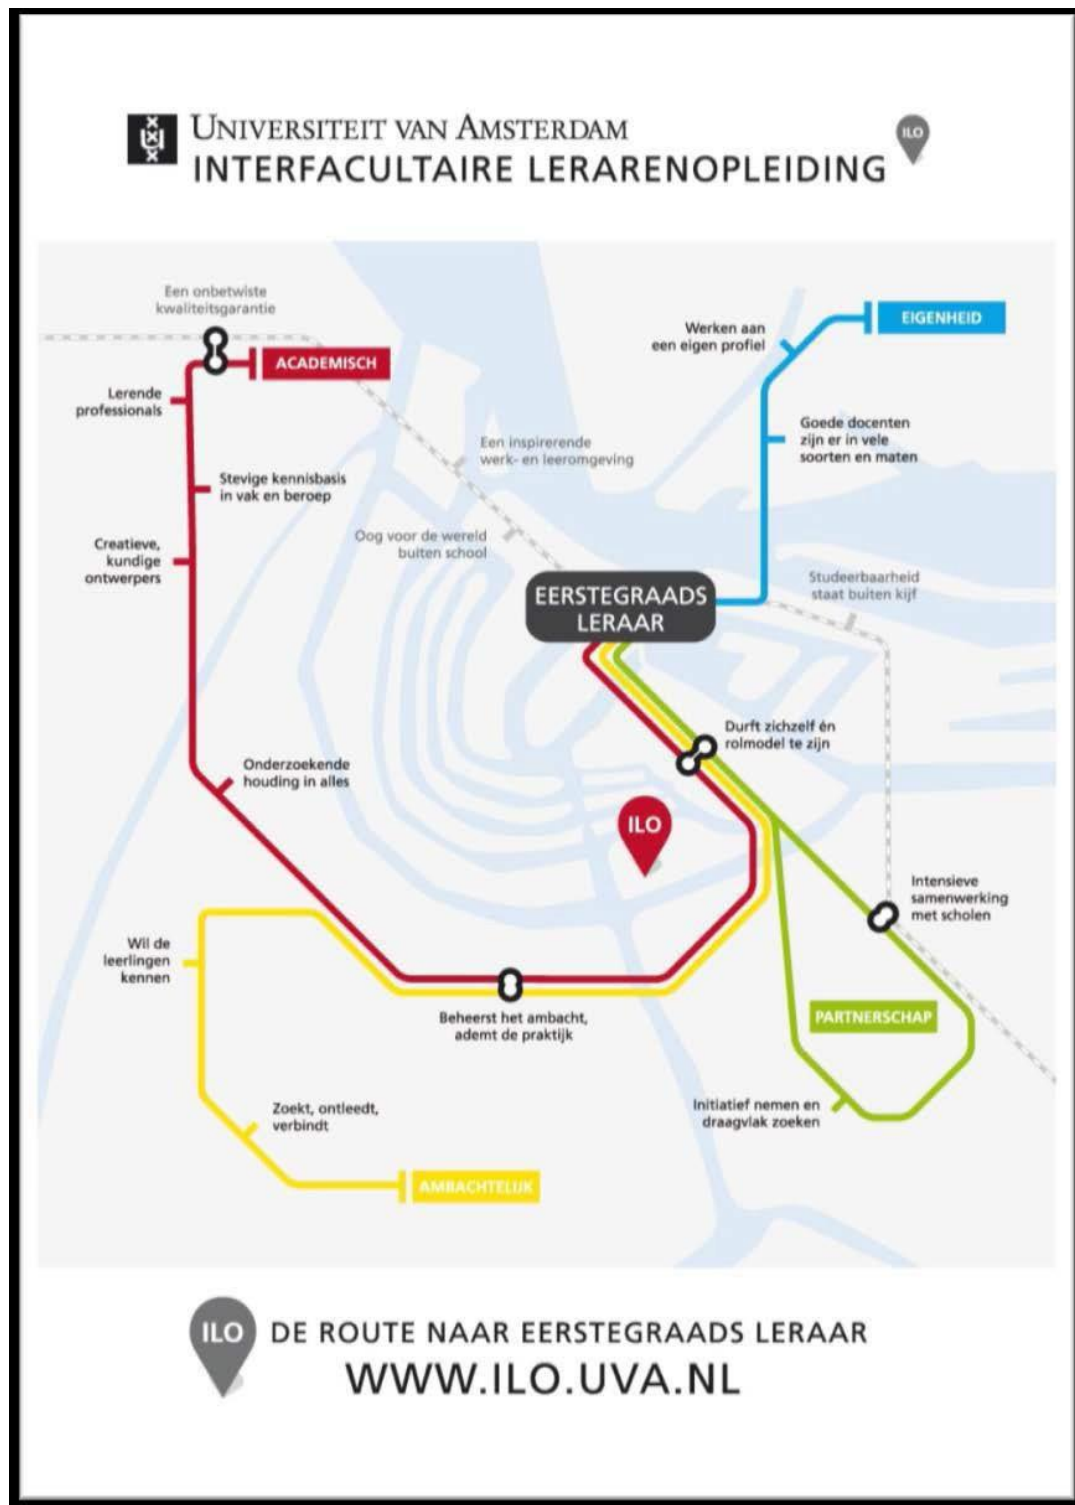 UNIVERSITEIT VAN AMSTERDAM
INTERFACULTAIRE LERARENOPLEIDING
ILO
Een onbetwiste
kwaliteitsgarantie
ACADEMISCH
Lerende
professionals
Stevige kennisbasis
in vak en beroep
Creatieve,
kundige
ontwerpers
Een inspirerende
werk- en leeromgeving
Oog voor de wereld
buiten school
Werken aan
een eigen profiel
EIGENHEID
Goede docenten
zijn er in vele
soorten en maten
EERSTEGRAADS
LERAAR
Studeerbaarheid
staat buiten kijf
Durft zichzelf én
rolmodel te zijn
Onderzoekende
houding in alles
ILO
Intensieve
samenwerking
met scholen
Wil de
leerlingen
kennen
Beheerst het ambacht,
ademt de praktijk
PARTNERSCHAP
Initiatief nemen en
draagvlak zoeken
Zoekt, ontleedt,
verbindt
AMBACHTELIJK
ILO
DE ROUTE NAAR EERSTEGRAADS LERAAR
WWW.ILO.UVA.NL